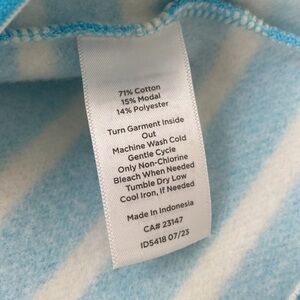 71% Cotton
15% Modal
14% Polyester
Turn Garment Inside
Out
Machine Wash Cold
Gentle Cycle
Only Non-Chlorine
Bleach When Needed
Tumble Dry Low
Cool Iron, If Needed
Made In Indonesia
CA# 23147
ID5418 07/23